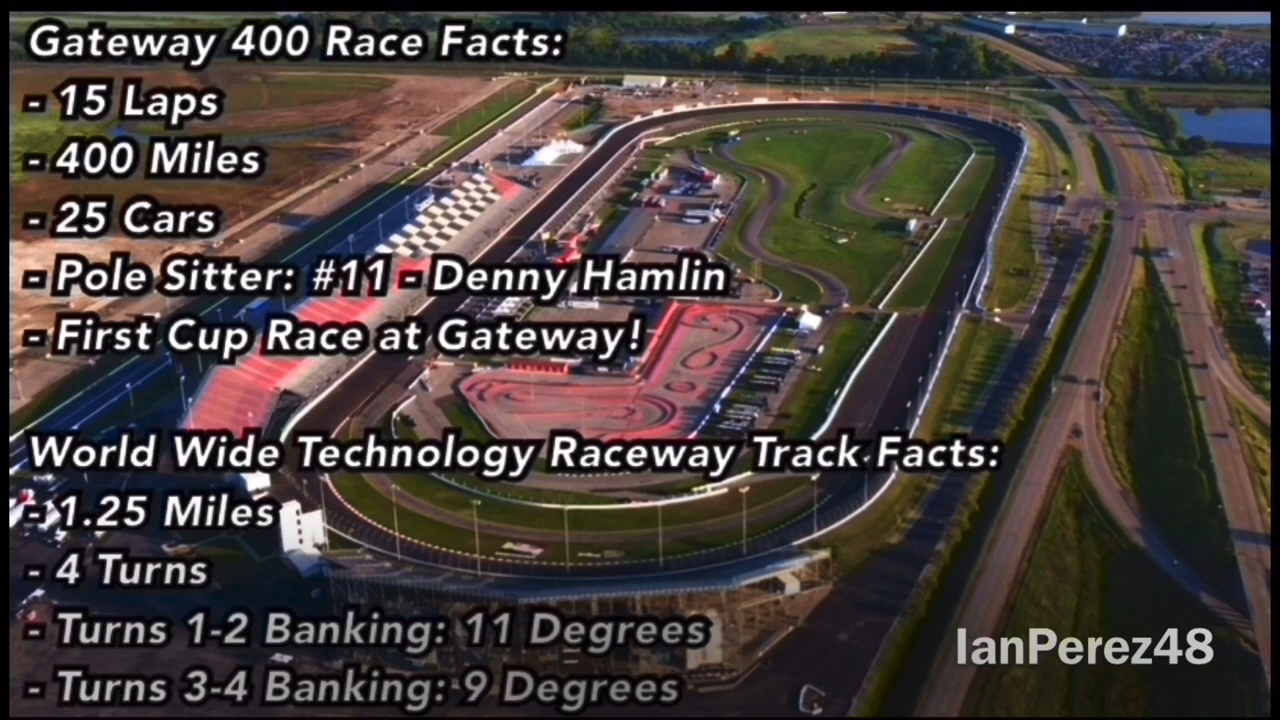 Gateway 400 Race Facts:
- 15 Laps
- 400 Miles
- 25 Cars
- Pole Sitter: #11 - Denny Hamlin
- First Cup Race at Gateway!
World Wide Technology Raceway Track Facts:
- 1.25 Miles
- 4 Turns
- Turns 1-2 Banking: 11 Degrees
- Turns 3-4 Banking: 9 Degrees
IanPerez48